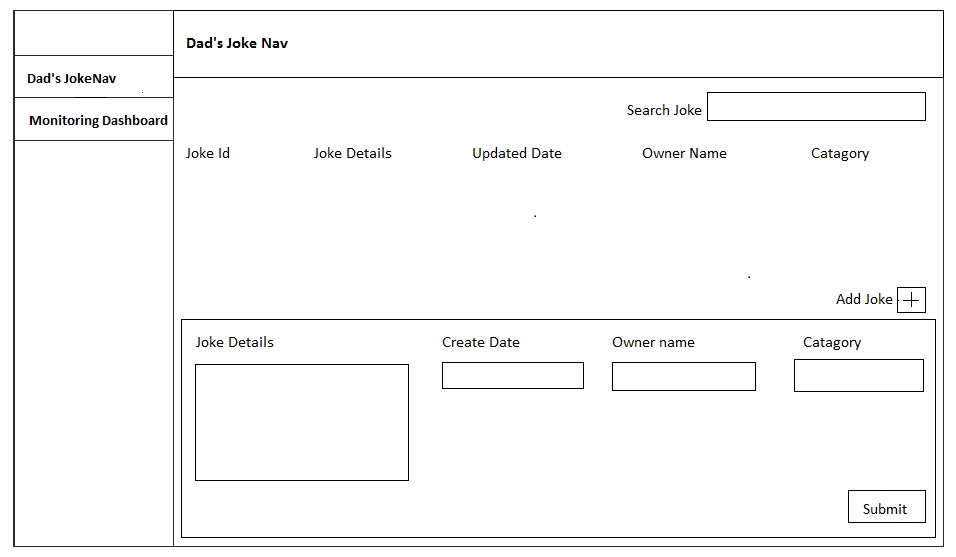 Dad's Joke Nav
Dad's JokeNav
Monitoring Dashboard
Search Joke
Joke Id Joke Details Updated Date Owner Name Catagory
Add Joke
Joke Details Create Date Owner name Catagory
Submit